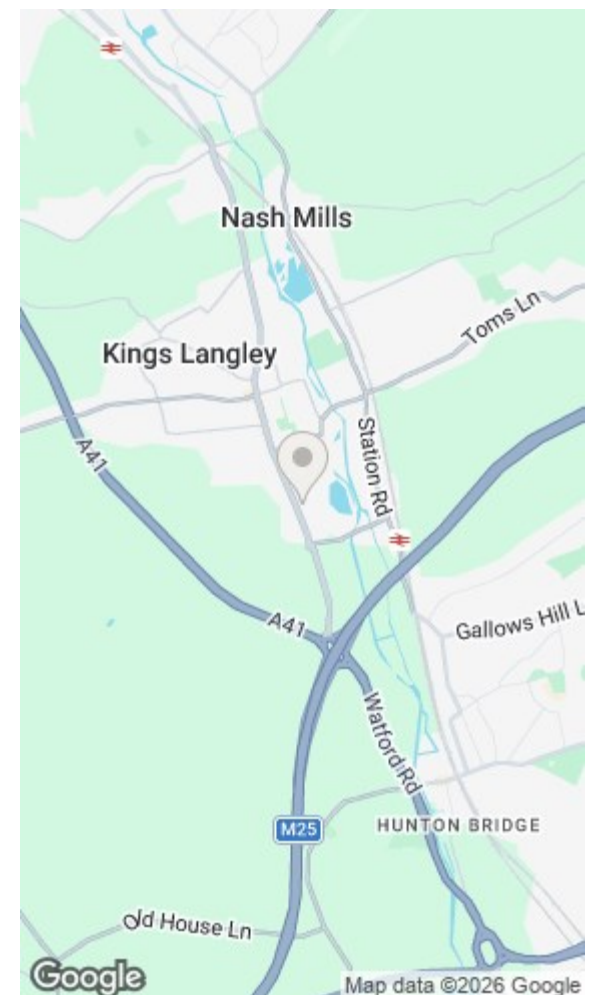 Nash Mills
Toms Ln
Kings Langley
Station Rd
A41
A41
Gallows Hill L
Watford Rd
M25
HUNTON BRIDGE
Old House Ln
Google
Map data ©2026 Google